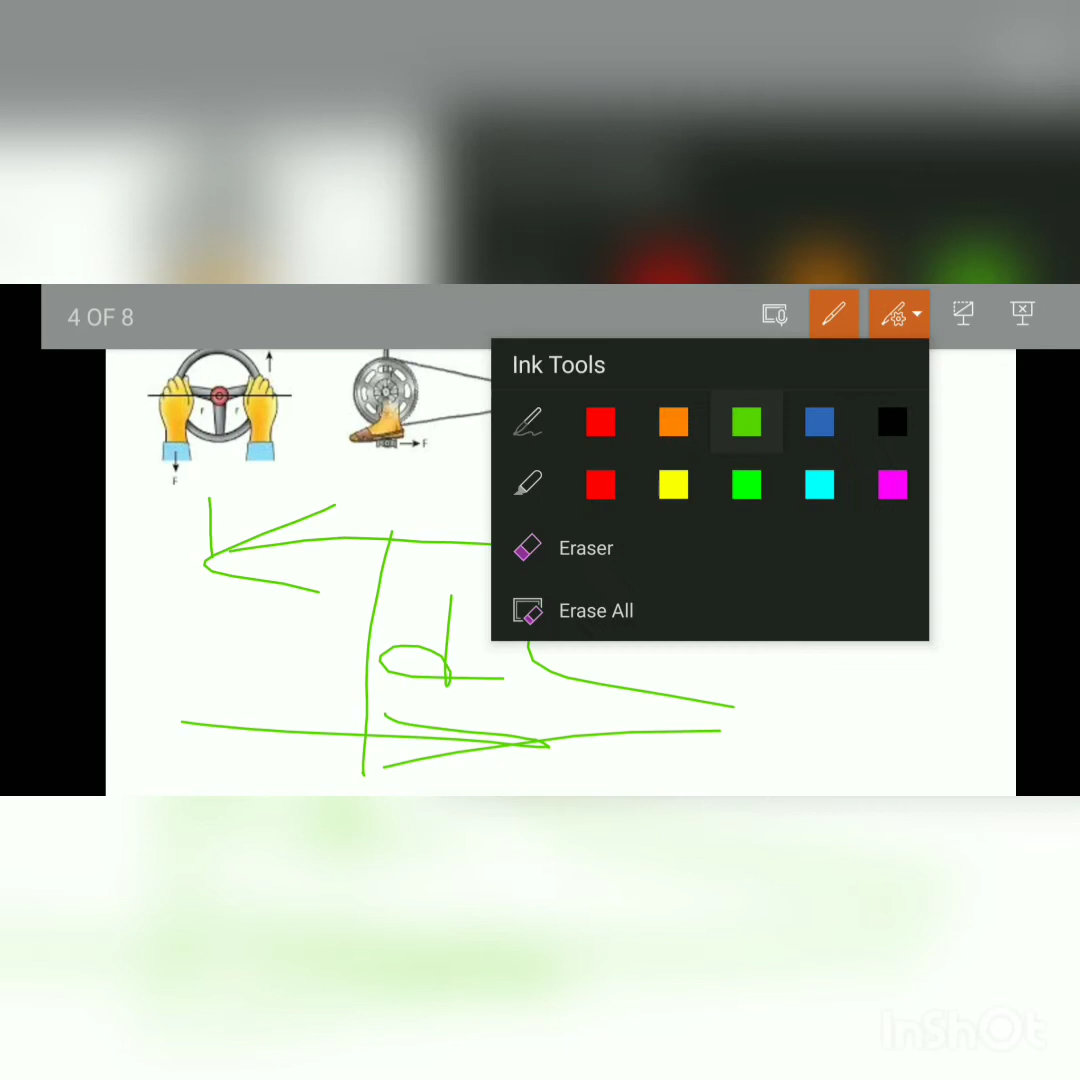 4 OF 8
Ink Tools
r r
F
F
Eraser
Erase All
d
InShOt